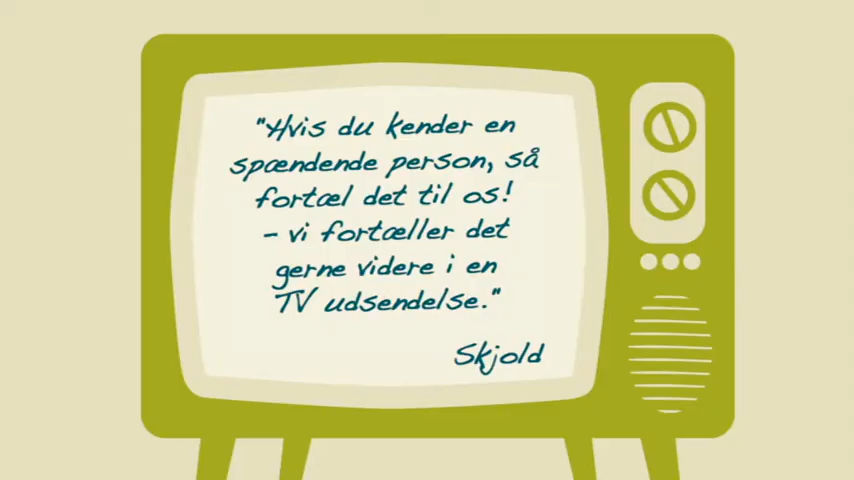 "Hvis du kender en
spændende person, så
fortæl det til os!
- vi fortæller det
gerne videre i en
TV udsendelse."
Skjold